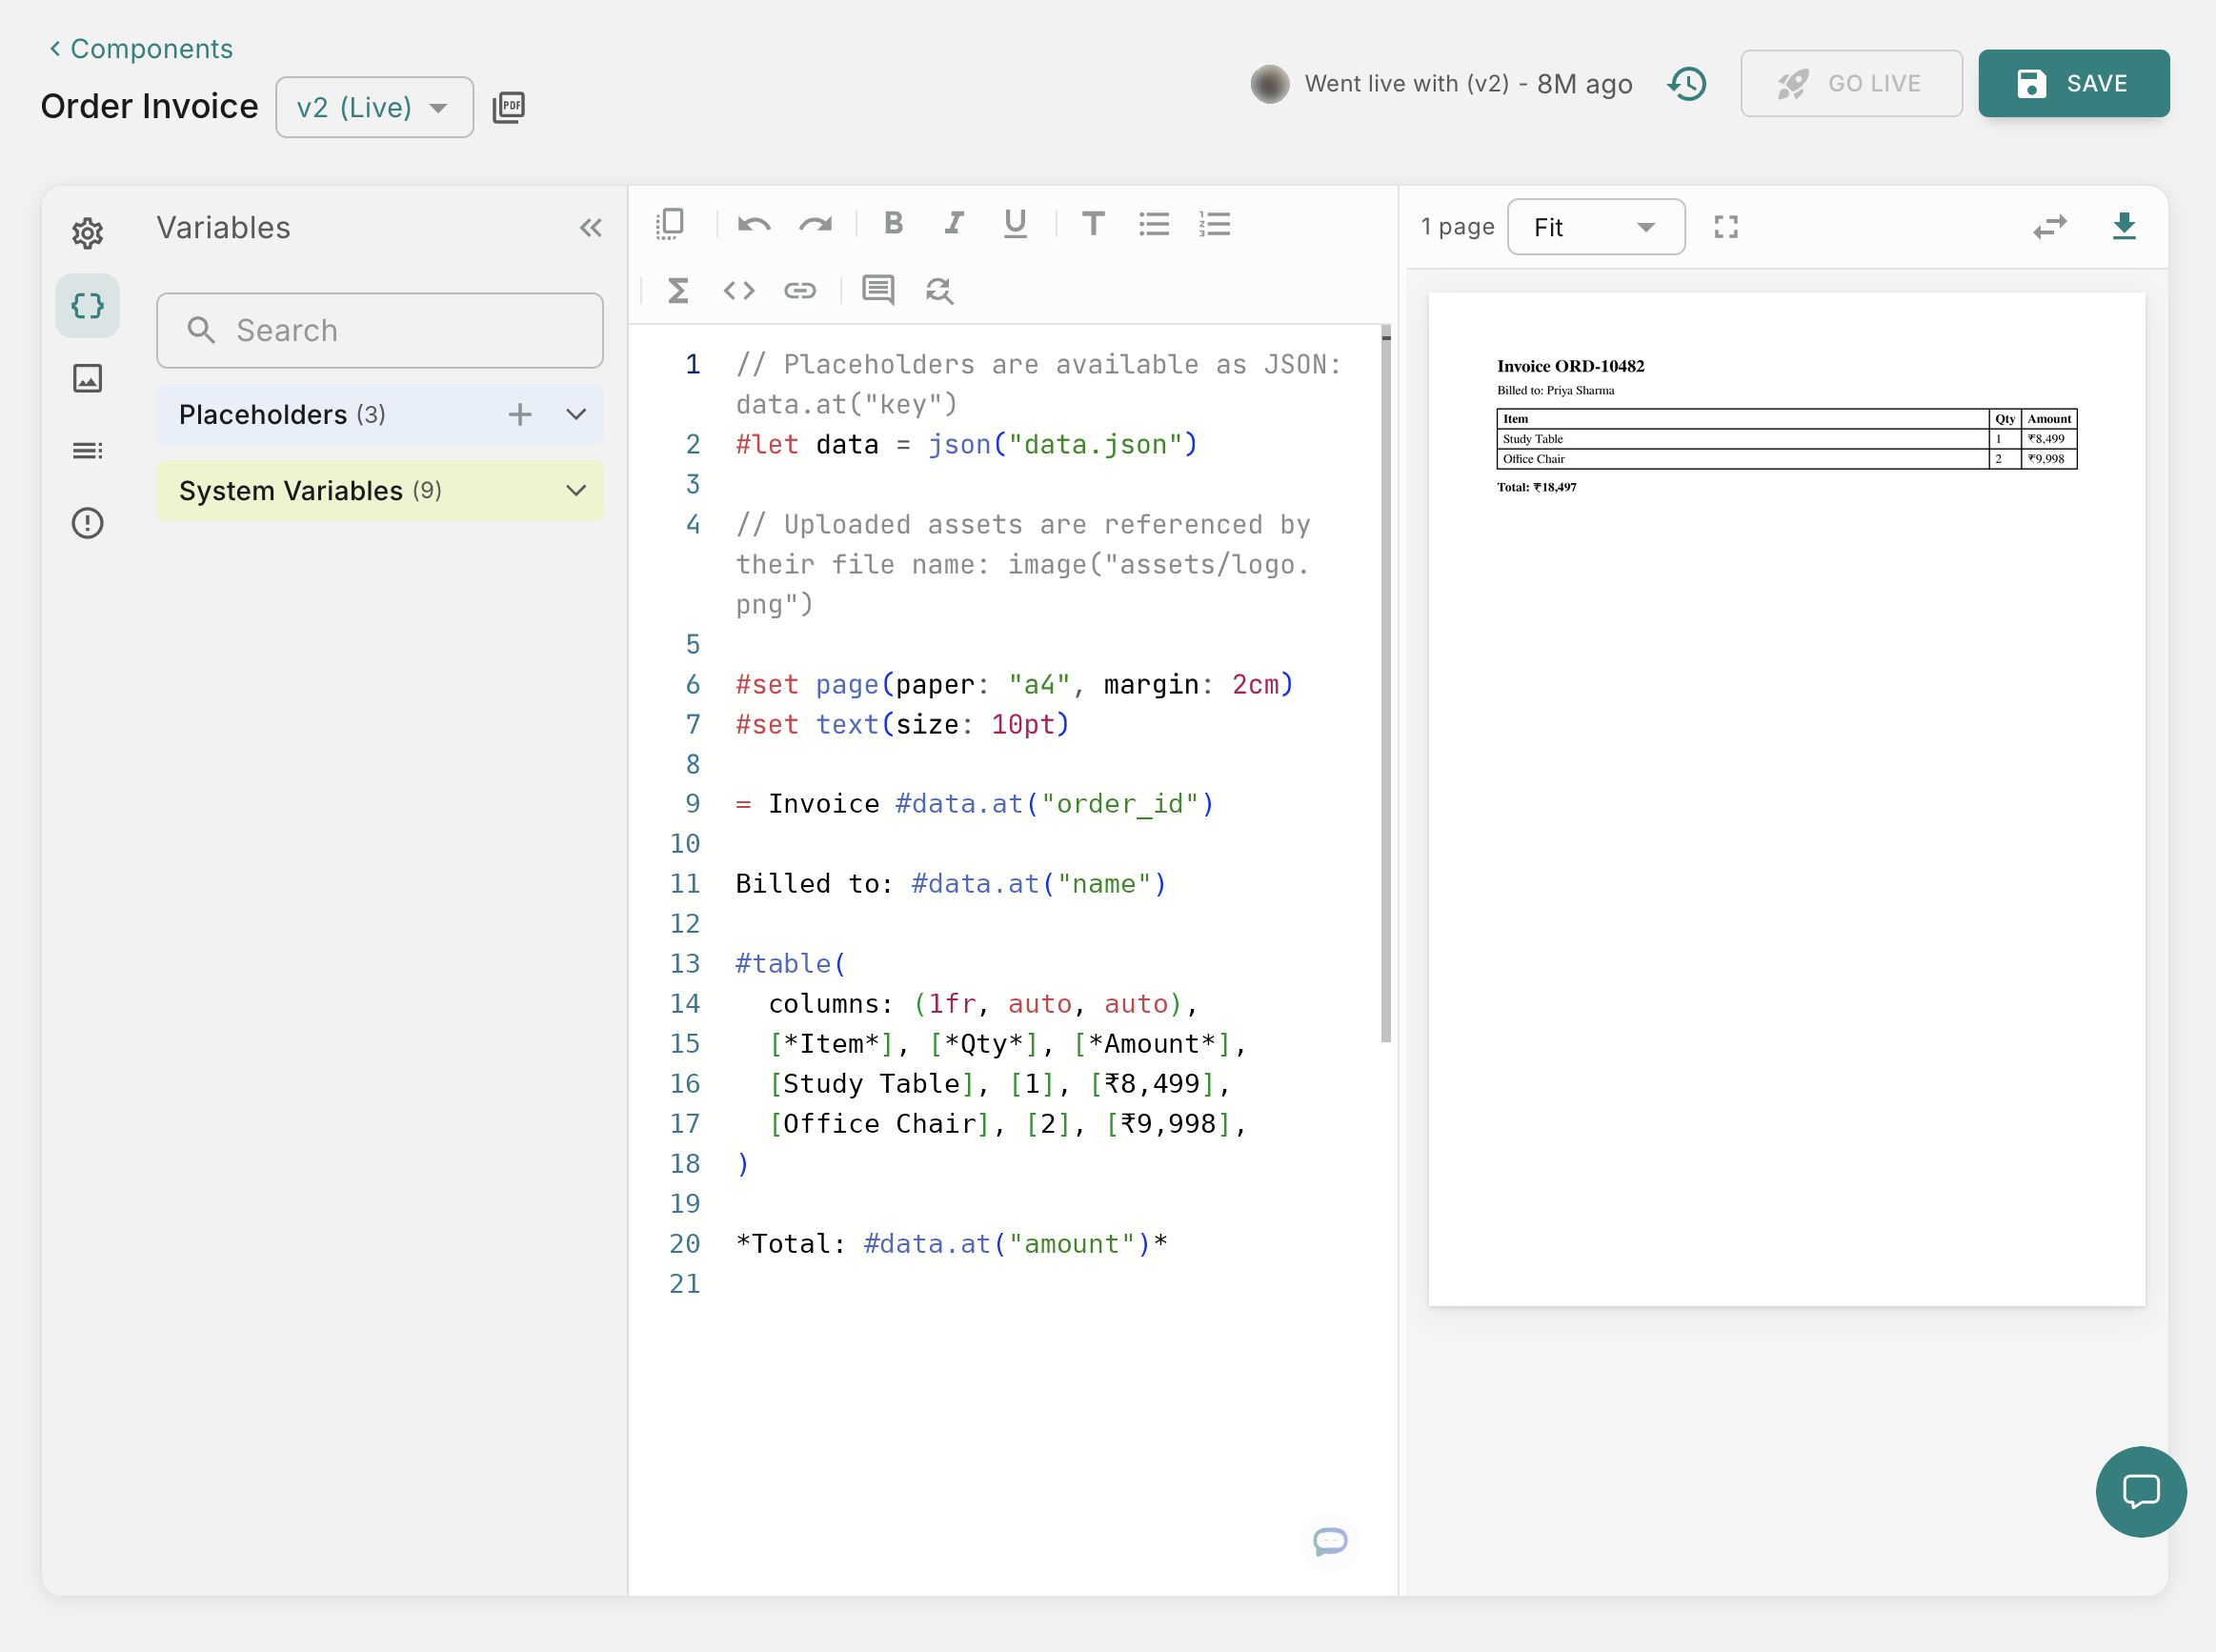 Components
Order Invoice
v2 (Live)
PDF
Went live with (v2) - 8M ago
GO LIVE
SAVE
Variables
Search
Placeholders (3)
System Variables (9)
B I U T
1 page
Fit
1 // Placeholders are available as JSON:
data.at("key")
2 #let data = json("data.json")
3
4 // Uploaded assets are referenced by
their file name: image("assets/logo.
png")
5
6 #set page(paper: "a4", margin: 2cm)
7 #set text(size: 10pt)
8
9 = Invoice #data.at("order_id")
10
11 Billed to: #data.at("name")
12
13 #table(
14 columns: (1fr, auto, auto),
15 [*Item*], [*Qty*], [*Amount*],
16 [Study Table], [1], [₹8,499],
17 [Office Chair], [2], [₹9,998],
18 )
19
20 *Total: #data.at("amount")*
21
Invoice ORD-10482
Billed to: Priya Sharma
Item Qty Amount
Study Table 1 ₹8,499
Office Chair 2 ₹9,998
Total: ₹18,497